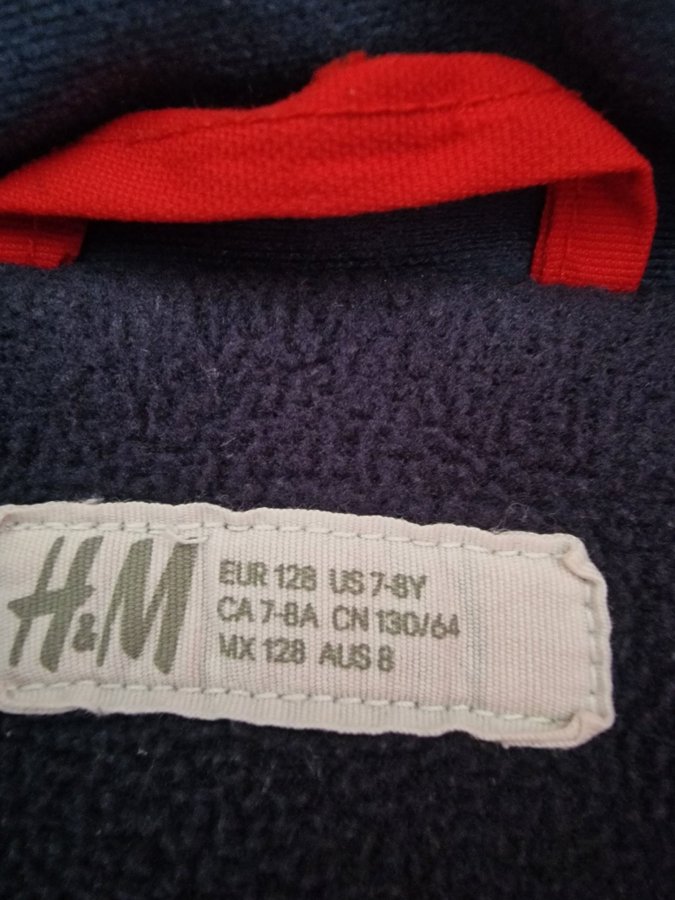 H&M
EUR 128 US 7-8Y
CA 7-8A CN 130/64
MX 128 AUS 8